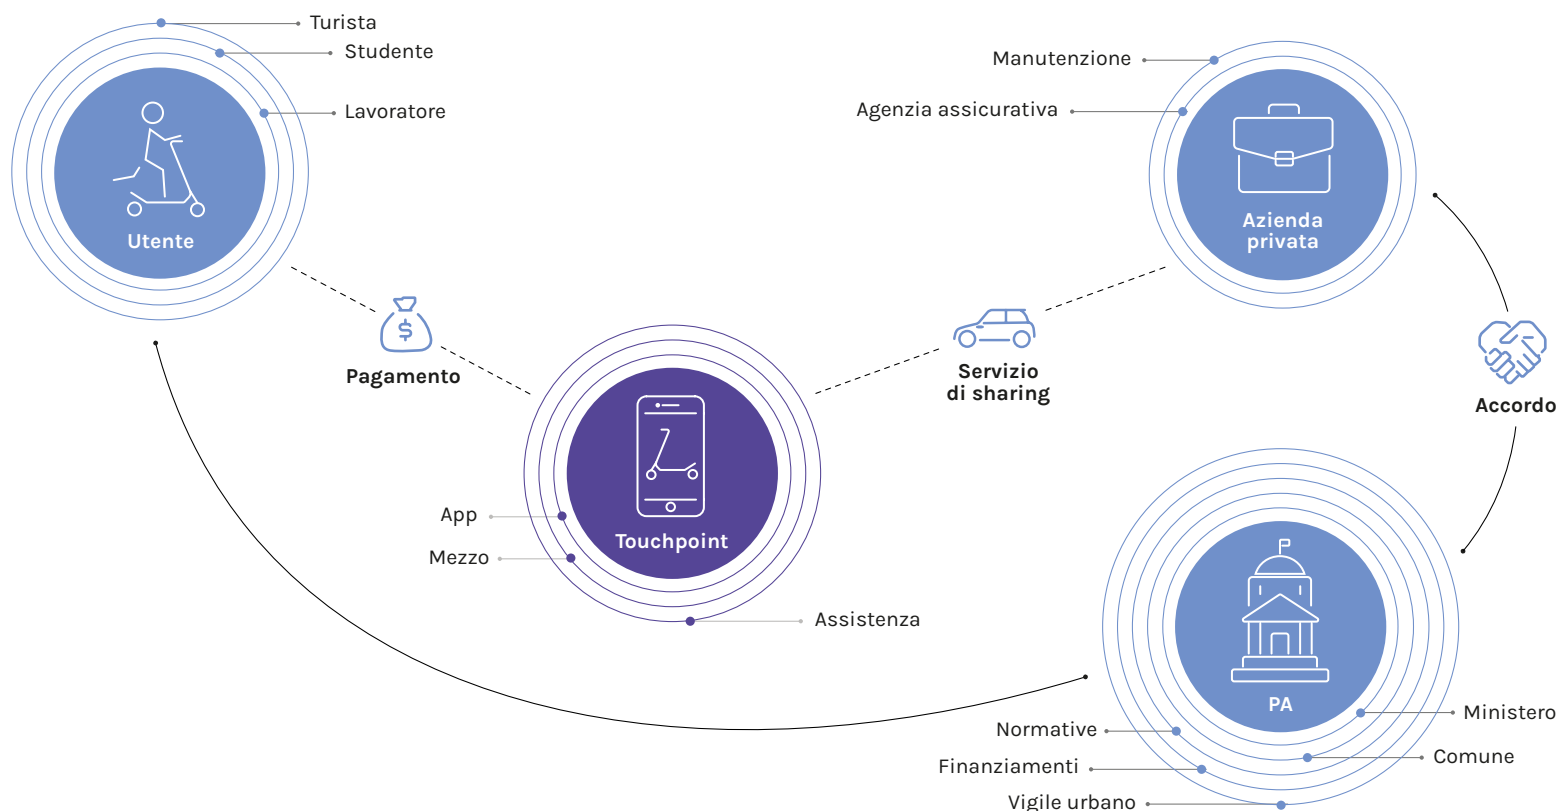 Turista
Studente
Lavoratore
Utente
Manutenzione
Agenzia assicurativa
Azienda
privata
$
Pagamento
Servizio
di sharing
Accordo
App
Mezzo
Touchpoint
Assistenza
PA
Ministero
Normative
Comune
Finanziamenti
Vigile urbano